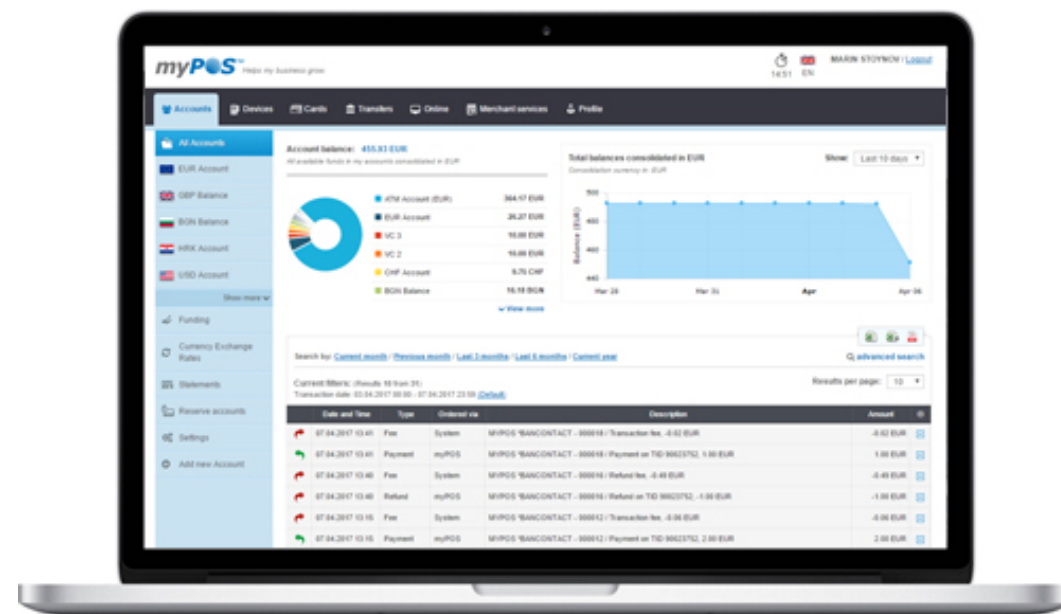 myPOS™ Helps my business grow
14:51 EN MARIN STOYNOV | Logout
Accounts Devices Cards Transfers Online Merchant services Profile
All Accounts
EUR Account
GBP Balance
BGN Balance
HRK Account
USD Account
Show more
Funding
Currency Exchange
Rates
Statements
Reserve accounts
Settings
Add new Account
Account balance: 455.83 EUR
All available funds in my accounts consolidated in EUR
ATM Account (EUR) 364.17 EUR
EUR Account 26.27 EUR
VC 3 10.00 EUR
VC 2 10.00 EUR
CHF Account 9.75 CHF
BGN Balance 16.18 BGN
View more
Total balances consolidated in EUR
Consolidation currency is: EUR
Show: Last 10 days
Balance (EUR)
500
480
460
440
Mar 28 Mar 31 Apr Apr 06
Search by: Current month / Previous month / Last 3 months / Last 6 months / Current year
advanced search
Current filters: (Results 10 from 31)
Transaction date: 03.04.2017 00:00 - 07.04.2017 23:59 (Default)
Results per page: 10
Date and Time Type Ordered via Description Amount
07.04.2017 13:41 Fee System MYPOS *BANCONTACT - 000018 / Transaction fee, -0.02 EUR -0.02 EUR
07.04.2017 13:41 Payment myPOS MYPOS *BANCONTACT - 000018 / Payment on TID 90023752, 1.00 EUR 1.00 EUR
07.04.2017 13:40 Fee System MYPOS *BANCONTACT - 000016 / Refund fee, -0.49 EUR -0.49 EUR
07.04.2017 13:40 Refund myPOS MYPOS *BANCONTACT - 000016 / Refund on TID 90023752, -1.00 EUR -1.00 EUR
07.04.2017 13:15 Fee System MYPOS *BANCONTACT - 000012 / Transaction fee, -0.06 EUR -0.06 EUR
07.04.2017 13:15 Payment myPOS MYPOS *BANCONTACT - 000012 / Payment on TID 90023752, 2.00 EUR 2.00 EUR